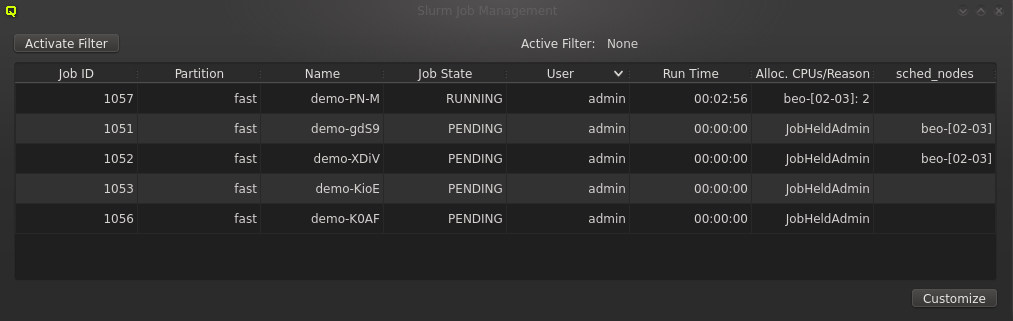 Slurm Job Management
Activate Filter Active Filter: None
Job ID Partition Name Job State User Run Time Alloc. CPUs/Reason sched_nodes
1057 fast demo-PN-M RUNNING admin 00:02:56 beo-[02-03]: 2
1051 fast demo-gdS9 PENDING admin 00:00:00 JobHeldAdmin beo-[02-03]
1052 fast demo-XDiV PENDING admin 00:00:00 JobHeldAdmin beo-[02-03]
1053 fast demo-KioE PENDING admin 00:00:00 JobHeldAdmin
1056 fast demo-K0AF PENDING admin 00:00:00 JobHeldAdmin
Customize